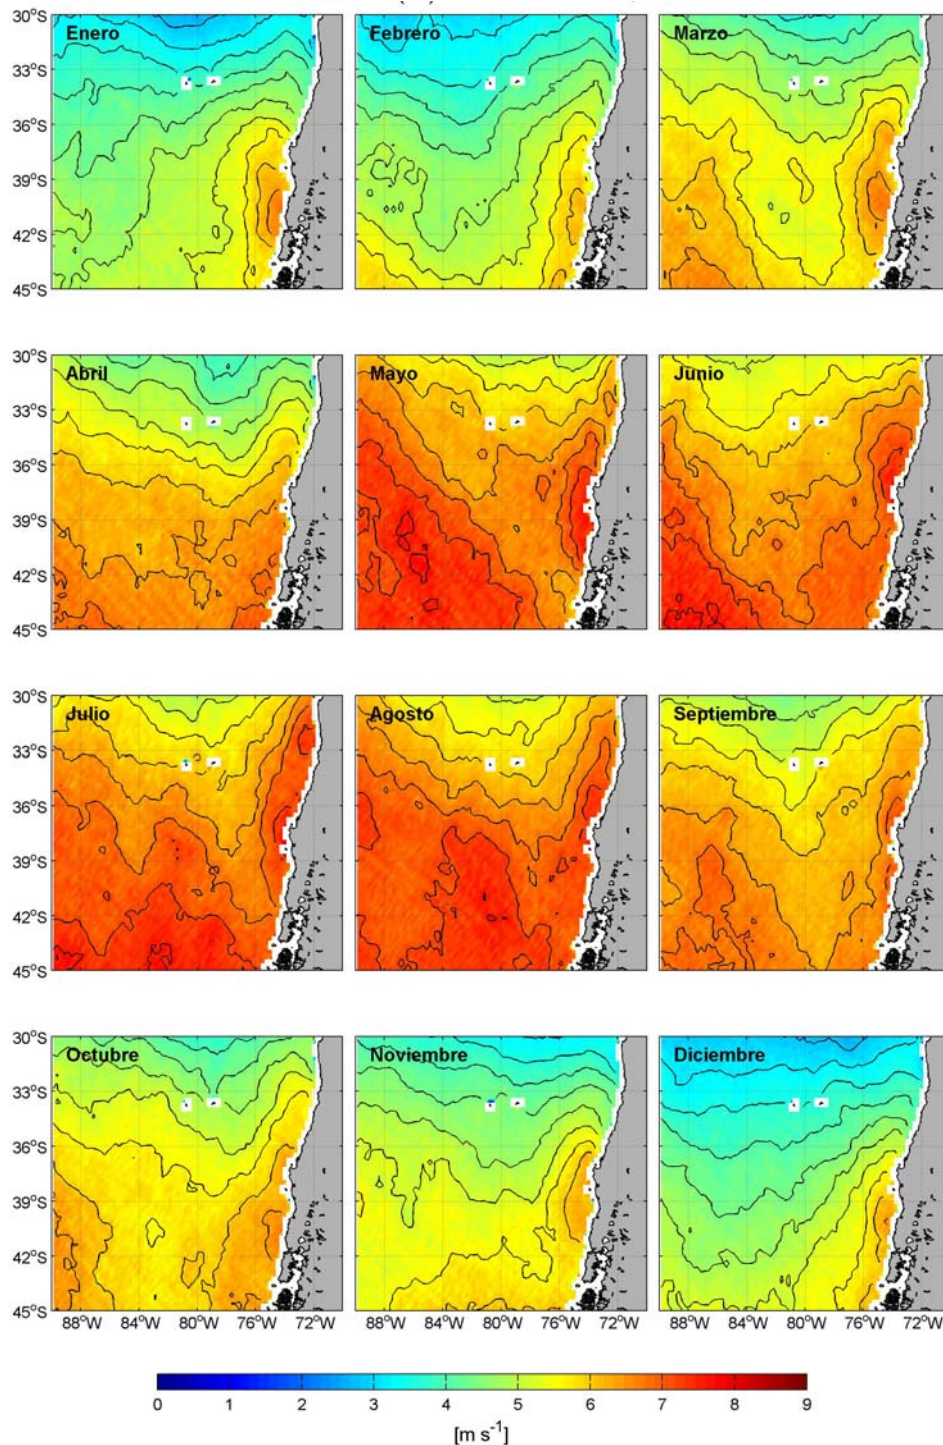 30°S Enero Febrero Marzo
33°S
36°S
39°S
42°S
45°S
30°S Abril Mayo Junio
33°S
36°S
39°S
42°S
45°S
30°S Julio Agosto Septiembre
33°S
36°S
39°S
42°S
45°S
30°S Octubre Noviembre Diciembre
33°S
36°S
39°S
42°S
45°S
88°W 84°W 80°W 76°W 72°W 88°W 84°W 80°W 76°W 72°W 88°W 84°W 80°W 76°W 72°W
0 1 2 3 4 5 6 7 8 9
[m s⁻¹]